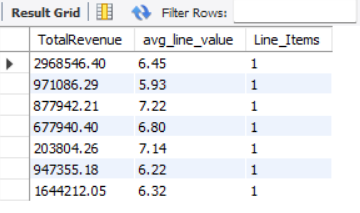 Result Grid Filter Rows:
TotalRevenue avg_line_value Line_Items
2968546.40 6.45 1
971086.29 5.93 1
877942.21 7.22 1
677940.40 6.80 1
203804.26 7.14 1
947355.18 6.22 1
1644212.05 6.32 1